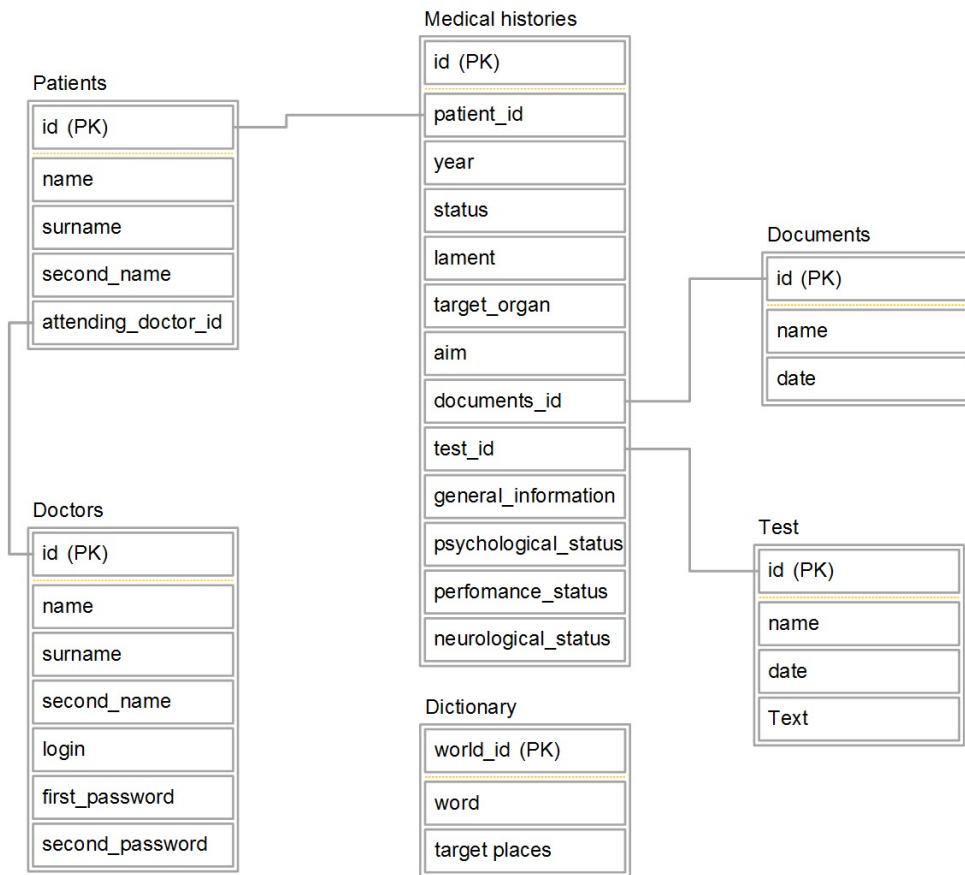 Medical histories
id (PK)
patient_id
year
status
lament
target_organ
aim
documents_id
test_id
general_information
psychological_status
perfomance_status
neurological_status
Patients
id (PK)
name
surname
second_name
attending_doctor_id
Documents
id (PK)
name
date
Doctors
id (PK)
name
surname
second_name
login
first_password
second_password
Test
id (PK)
name
date
Text
Dictionary
world_id (PK)
word
target places